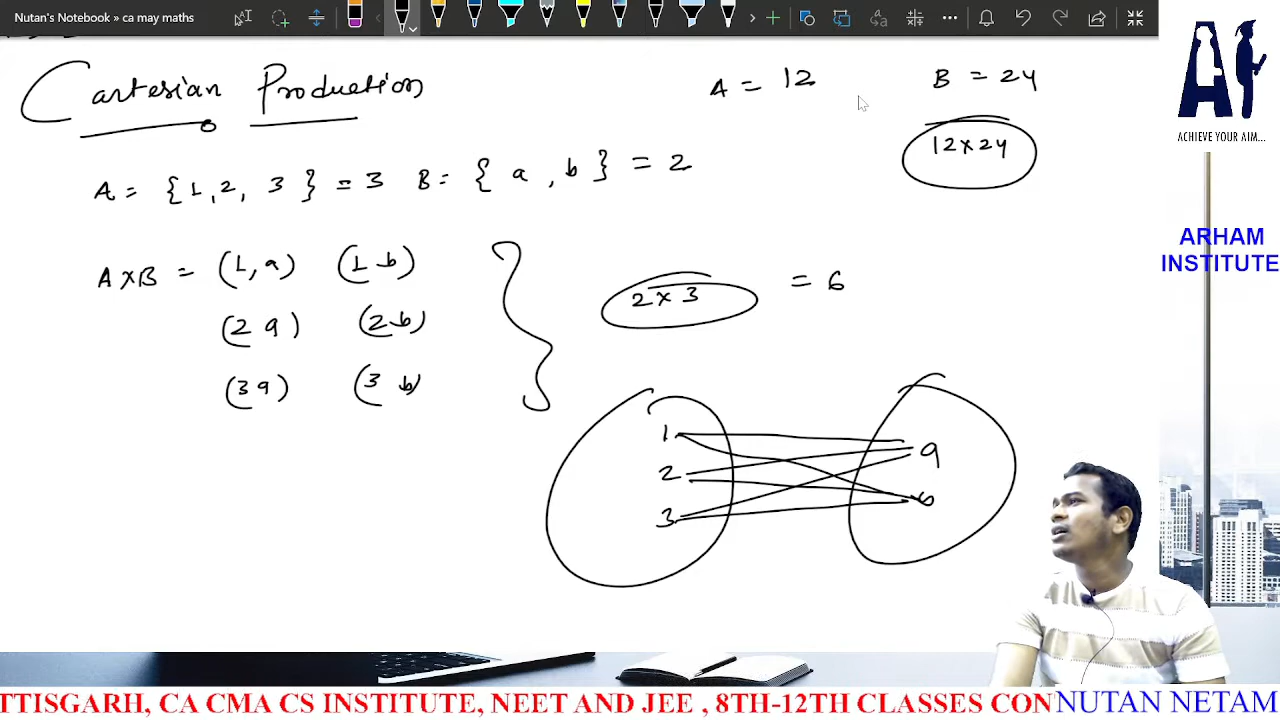 Nutan's Notebook » ca may maths
Cartesian Production
A = 12 B = 24
12 x 24
A = {1, 2, 3} = 3 B = {a, b} = 2
A x B = (1, a) (1 b)
(2 a) (2 b)
(3 a) (3 b)
2 x 3 = 6
1
2
3
a
b
ACHIEVE YOUR AIM...
ARHAM
INSTITUTE
TTISGARH, CA CMA CS INSTITUTE, NEET AND JEE , 8TH-12TH CLASSES CON
NUTAN NETAM